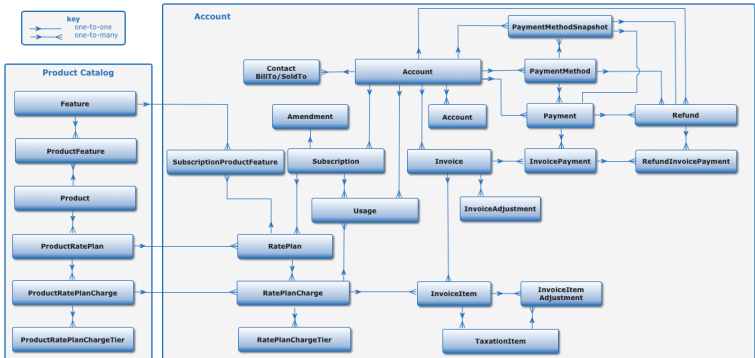 key
one-to-one
one-to-many
Product Catalog
Feature
ProductFeature
Product
ProductRatePlan
ProductRatePlanCharge
ProductRatePlanChargeTier
Account
PaymentMethodSnapshot
Contact
BillTo/SoldTo
Account
PaymentMethod
Amendment
Account
Payment
Refund
SubscriptionProductFeature
Subscription
Invoice
InvoicePayment
RefundInvoicePayment
Usage
InvoiceAdjustment
RatePlan
RatePlanCharge
InvoiceItem
InvoiceItem
Adjustment
RatePlanChargeTier
TaxationItem